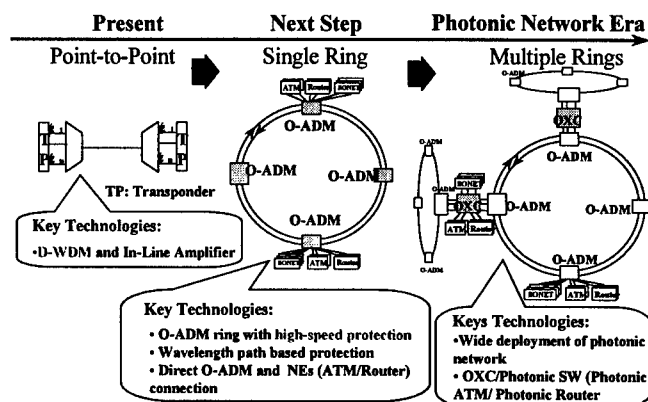 Present
Next Step
Photonic Network Era
Point-to-Point
Single Ring
Multiple Rings
ATM
Router
SONET
O-ADM
O-ADM
O-ADM
O-ADM
TP: Transponder
T
P
T
P
SONET
ATM
Router
O-ADM
O-ADM
OXC
O-ADM
O-ADM
O-ADM
SONET
OXC
ATM
Router
O-ADM
O-ADM
O-ADM
O-ADM
SONET
ATM
Router
Key Technologies:
•D-WDM and In-Line Amplifier
Key Technologies:
• O-ADM ring with high-speed protection
• Wavelength path based protection
• Direct O-ADM and NEs (ATM/Router)
connection
Keys Technologies:
•Wide deployment of photonic
network
• OXC/Photonic SW (Photonic
ATM/ Photonic Router